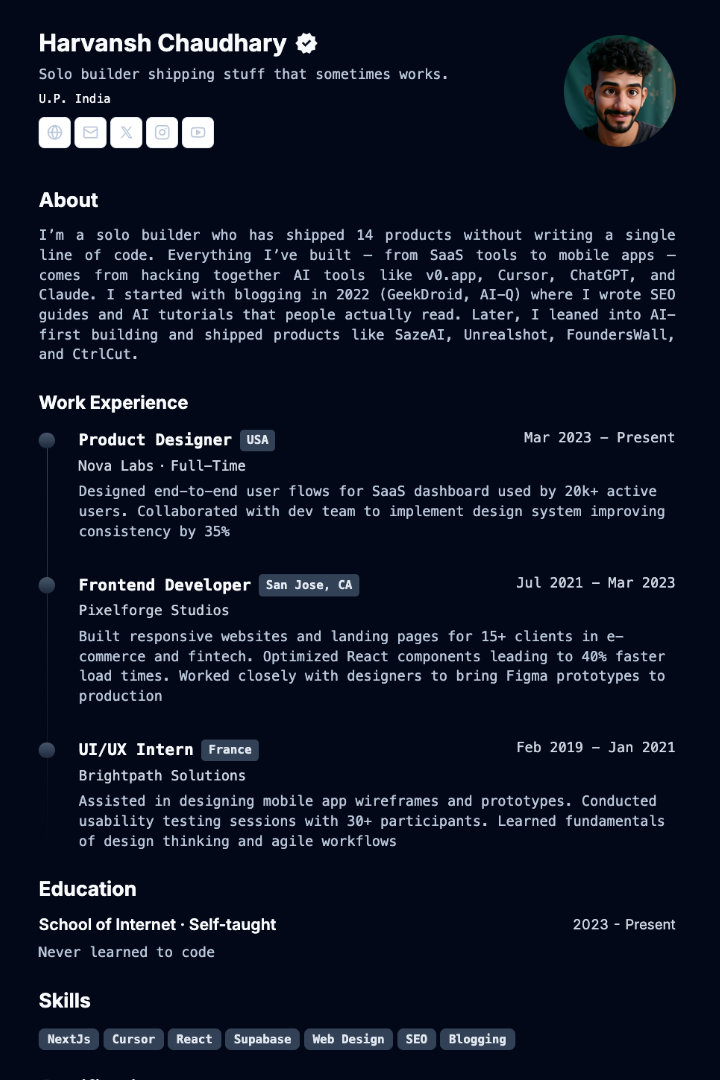 Harvansh Chaudhary
Solo builder shipping stuff that sometimes works.
U.P. India
About
I’m a solo builder who has shipped 14 products without writing a single
line of code. Everything I’ve built — from SaaS tools to mobile apps —
comes from hacking together AI tools like v0.app, Cursor, ChatGPT, and
Claude. I started with blogging in 2022 (GeekDroid, AI-Q) where I wrote SEO
guides and AI tutorials that people actually read. Later, I leaned into AI-
first building and shipped products like SazeAI, Unrealshot, FoundersWall,
and CtrlCut.
Work Experience
Product Designer USA Mar 2023 – Present
Nova Labs · Full-Time
Designed end-to-end user flows for SaaS dashboard used by 20k+ active
users. Collaborated with dev team to implement design system improving
consistency by 35%
Frontend Developer San Jose, CA Jul 2021 – Mar 2023
Pixelforge Studios
Built responsive websites and landing pages for 15+ clients in e-
commerce and fintech. Optimized React components leading to 40% faster
load times. Worked closely with designers to bring Figma prototypes to
production
UI/UX Intern France Feb 2019 – Jan 2021
Brightpath Solutions
Assisted in designing mobile app wireframes and prototypes. Conducted
usability testing sessions with 30+ participants. Learned fundamentals
of design thinking and agile workflows
Education
School of Internet · Self-taught 2023 - Present
Never learned to code
Skills
NextJs Cursor React Supabase Web Design SEO Blogging